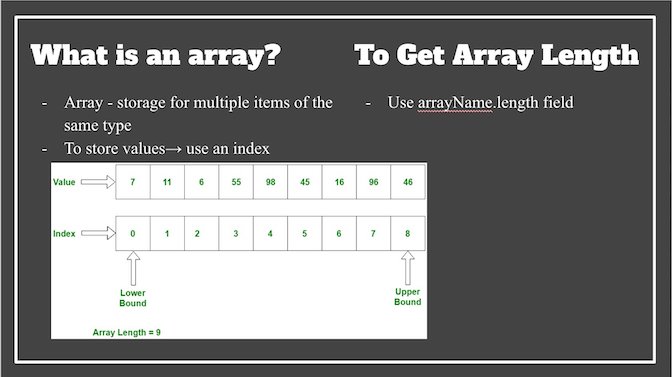 What is an array?
- Array - storage for multiple items of the
same type
- To store values→ use an index
Value 7 11 6 55 98 45 16 96 46
Index 0 1 2 3 4 5 6 7 8
Lower
Bound
Upper
Bound
Array Length = 9
To Get Array Length
- Use arrayName.length field